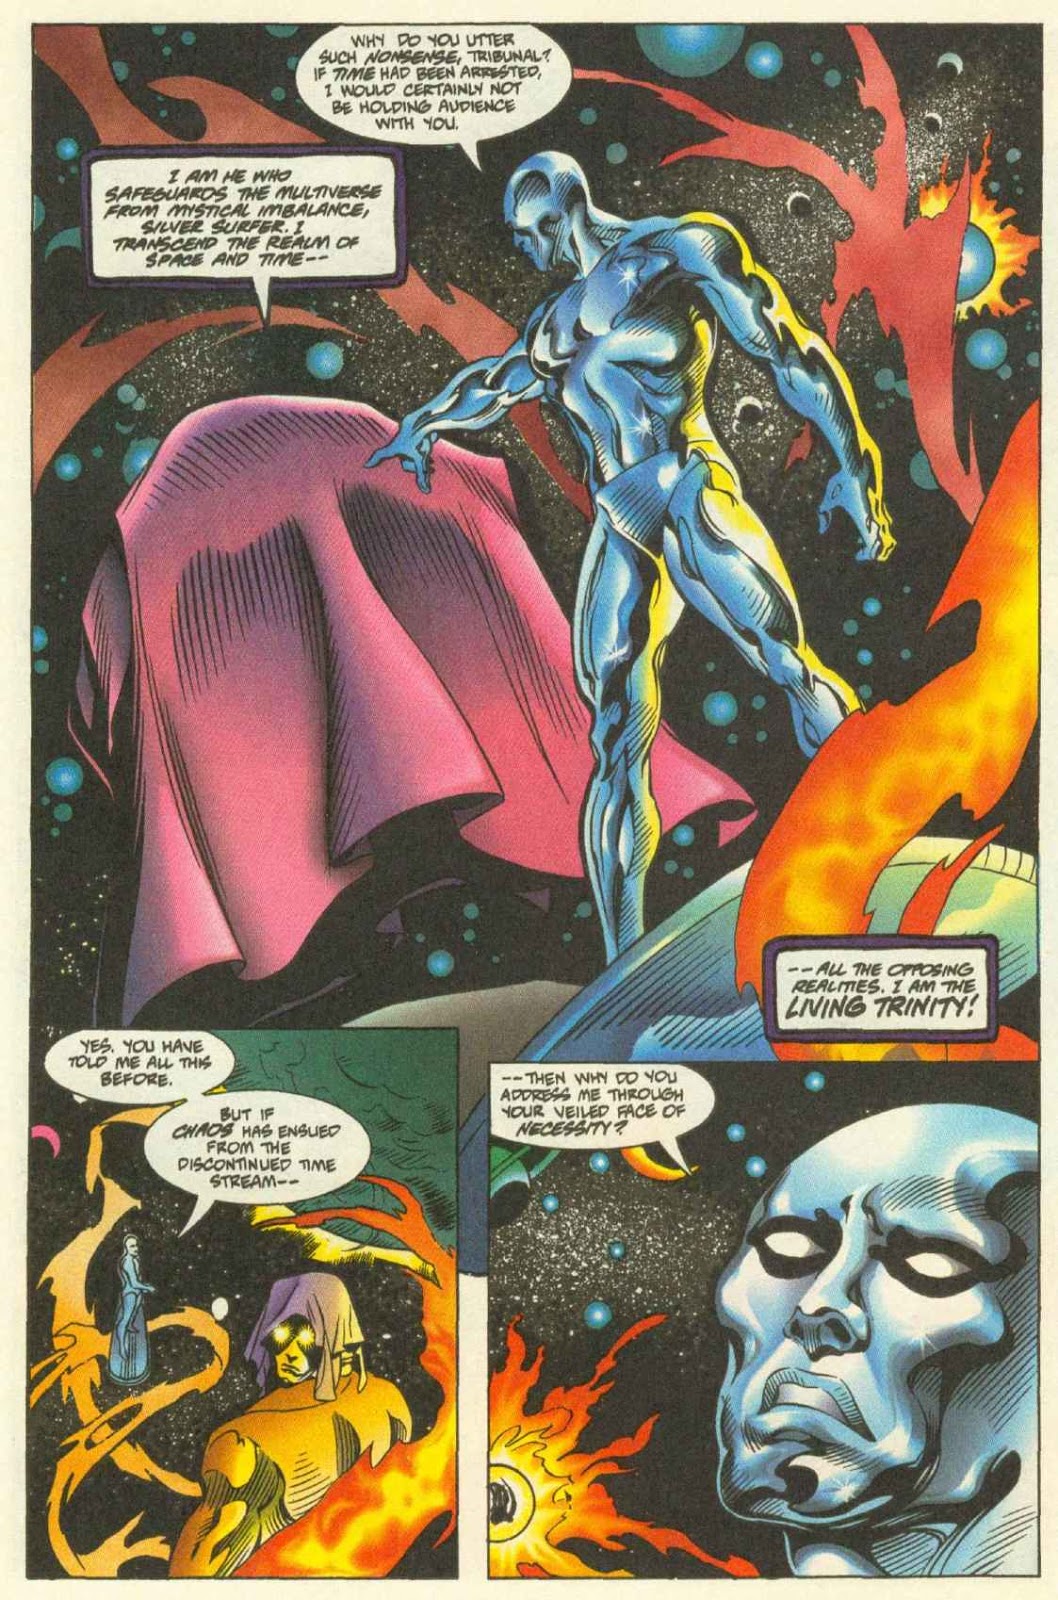 WHY DO YOU UTTER
SUCH NONSENSE, TRIBUNAL?
IF TIME HAD BEEN ARRESTED,
I WOULD CERTAINLY NOT
BE HOLDING AUDIENCE
WITH YOU.
I AM HE WHO
SAFEGUARDS THE MULTIVERSE
FROM MYSTICAL IMBALANCE,
SILVER SURFER. I
TRANSCEND THE REALM OF
SPACE AND TIME--
--ALL THE OPPOSING
REALITIES. I AM THE
LIVING TRINITY!
YES. YOU HAVE
TOLD ME ALL THIS
BEFORE.
BUT IF
CHAOS HAS ENSUED
FROM THE
DISCONTINUED TIME
STREAM--
--THEN WHY DO YOU
ADDRESS ME THROUGH
YOUR VEILED FACE OF
NECESSITY?